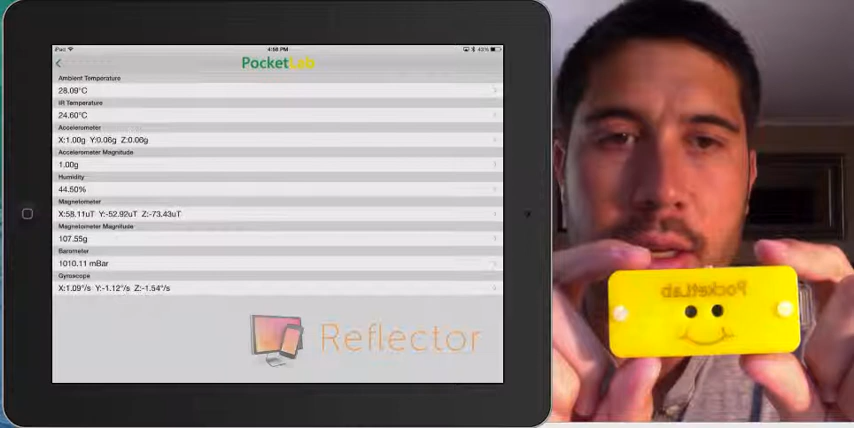 iPad
4:58 PM
43%
PocketLab
Ambient Temperature
28.09°C
IR Temperature
24.60°C
Accelerometer
X:1.00g Y:0.06g Z:0.00g
Accelerometer Magnitude
1.00g
Humidity
44.50%
Magnetometer
X:58.11uT Y:-52.92uT Z:-73.43uT
Magnetometer Magnitude
107.55g
Barometer
1010.11 mBar
Gyroscope
X:1.09°/s Y:-1.12°/s Z:-1.54°/s
Reflector
PocketLab